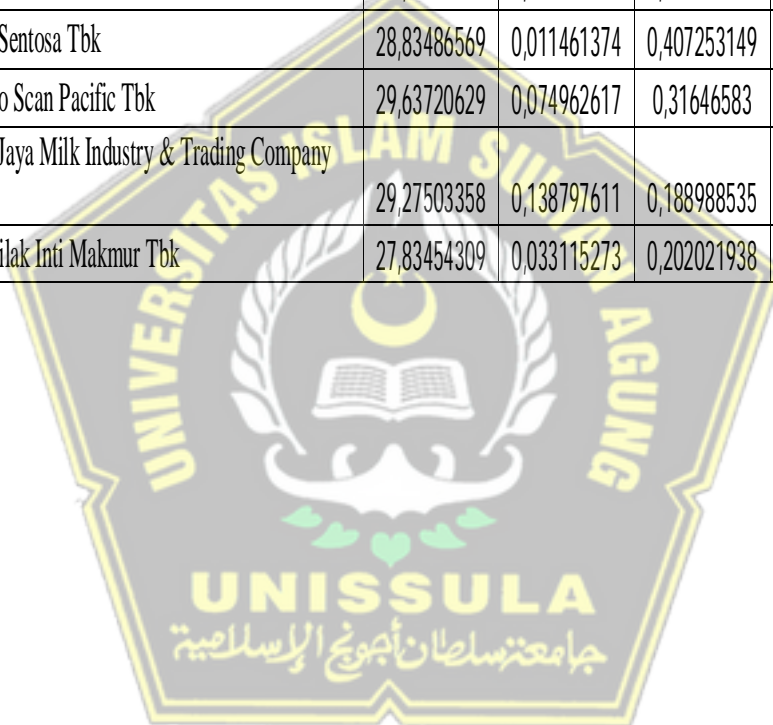 Sentosa Tbk 28,83486569 0,011461374 0,407253149
o Scan Pacific Tbk 29,63720629 0,074962617 0,31646583
Jaya Milk Industry & Trading Company
29,27503358 0,138797611 0,188988535
ilak Inti Makmur Tbk 27,83454309 0,033115273 0,202021938
UNIVERSITAS ISLAM SULTAN AGUNG
UNISSULA
جامعة سلطان أجونج الإسلامية